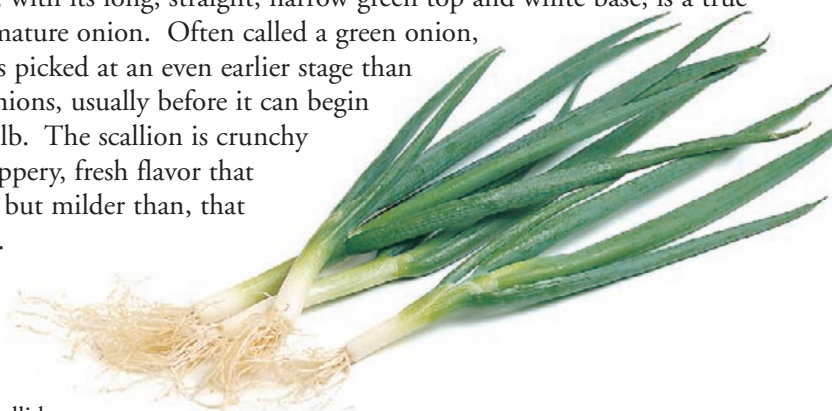 with its long, straight, narrow green top and white base, is a true
mature onion. Often called a green onion,
s picked at an even earlier stage than
nions, usually before it can begin
lb. The scallion is crunchy
ppery, fresh flavor that
but milder than, that
.